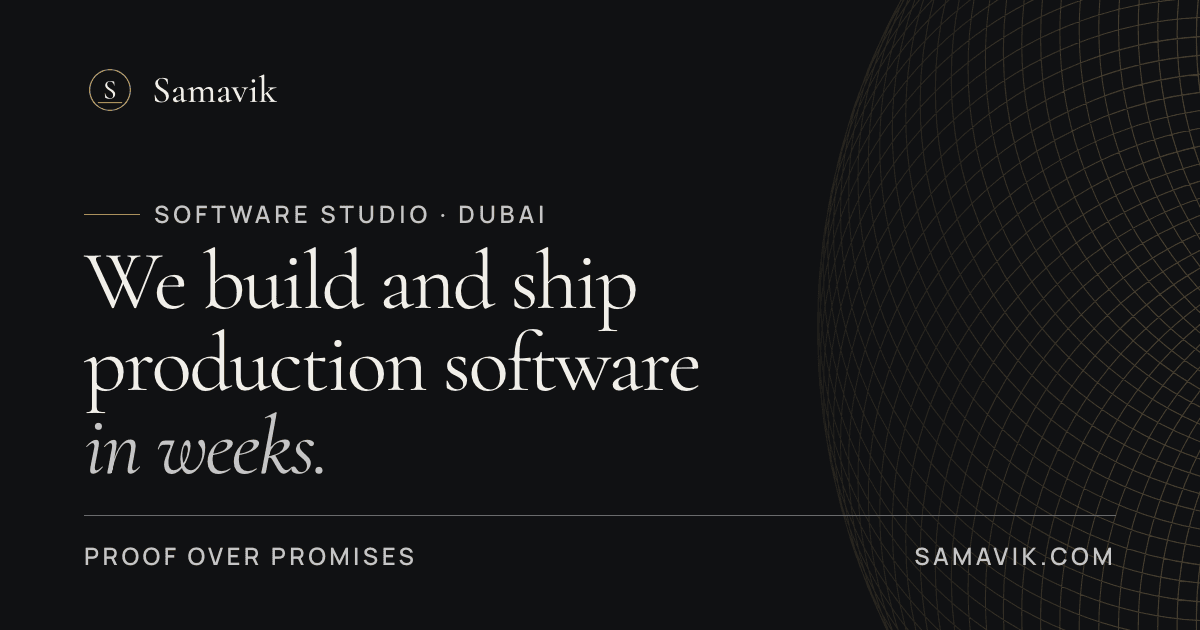 S
Samavik
SOFTWARE STUDIO · DUBAI
We build and ship
production software
in weeks.
PROOF OVER PROMISES
SAMAVIK.COM